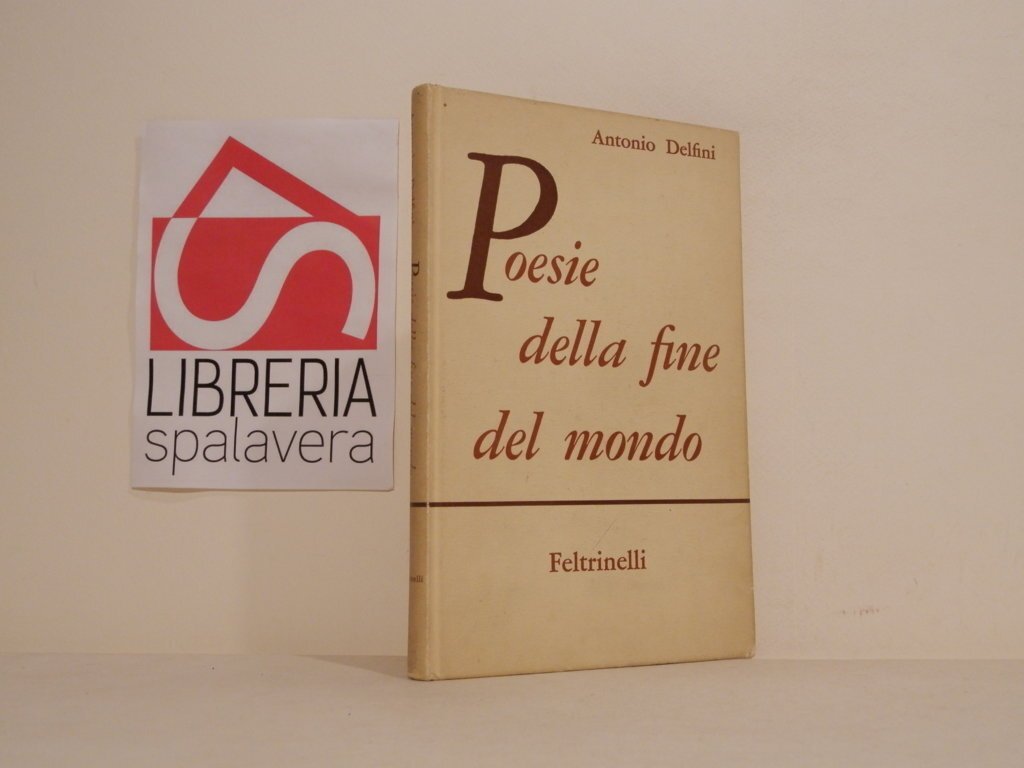 LIBRERIA
spalavera
Antonio Delfini
Poesie
della fine
del mondo
Feltrinelli